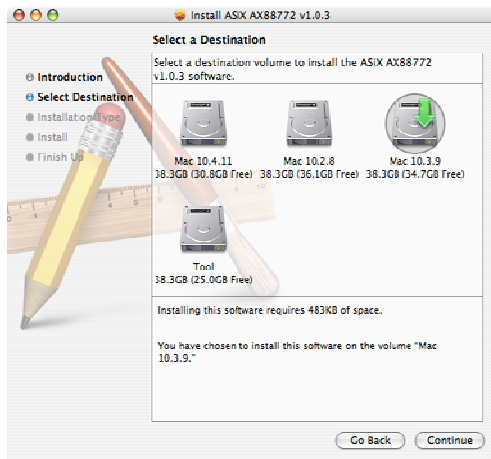 Install ASIX AX88772 v1.0.3
Select a Destination
Introduction
Select Destination
Installation Type
Install
Finish Up
Select a destination volume to install the ASIX AX88772
v1.0.3 software.
Mac 10.4.11
38.3GB (30.8GB Free)
Mac 10.2.8
38.3GB (36.1GB Free)
Mac 10.3.9
38.3GB (34.7GB Free)
Tool
38.3GB (25.0GB Free)
Installing this software requires 483KB of space.
You have chosen to install this software on the volume "Mac
10.3.9."
Go Back
Continue